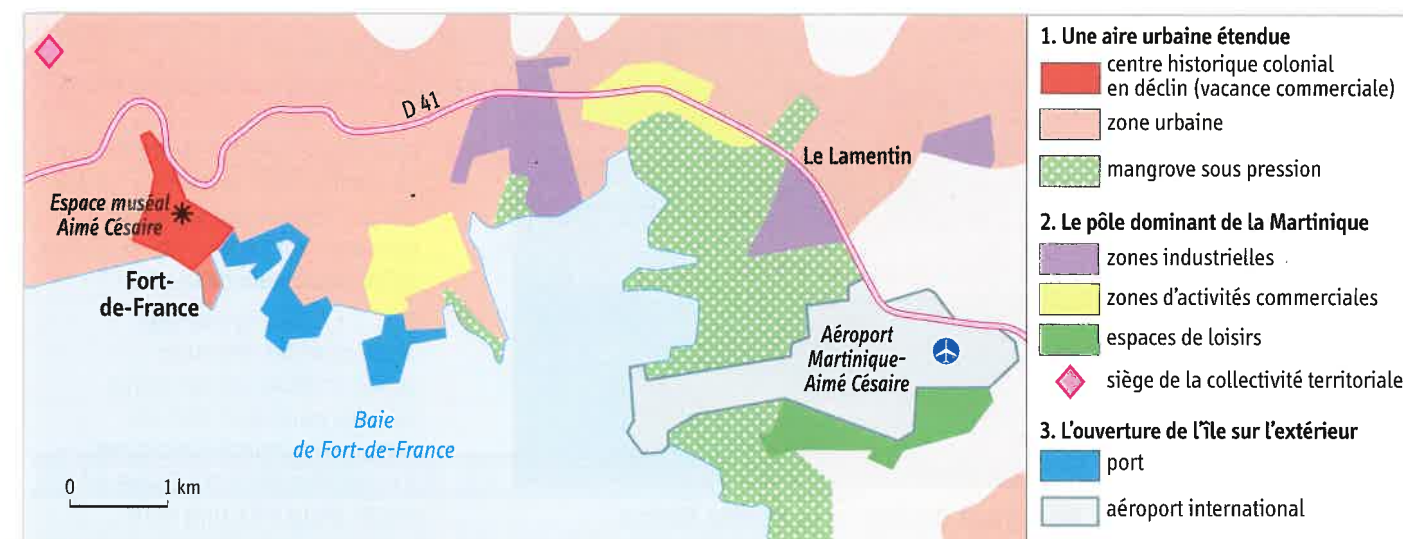 D 41
Le Lamentin
Espace muséal
Aimé Césaire
Fort-
de-France
Aéroport
Martinique-
Aimé Césaire
Baie
de Fort-de-France
0 1 km
1. Une aire urbaine étendue
centre historique colonial
en déclin (vacance commerciale)
zone urbaine
mangrove sous pression
2. Le pôle dominant de la Martinique
zones industrielles
zones d'activités commerciales
espaces de loisirs
siège de la collectivité territoriale
3. L'ouverture de l'île sur l'extérieur
port
aéroport international